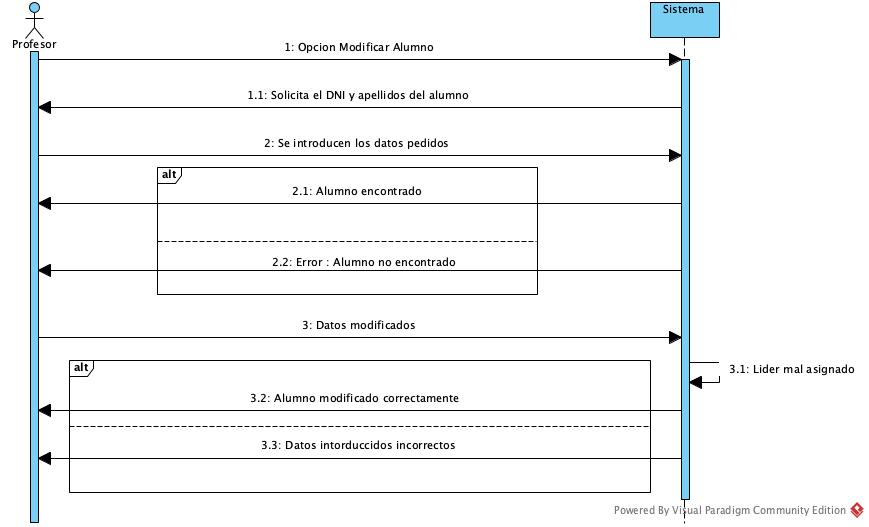 Sistema
Profesor
1: Opcion Modificar Alumno
1.1: Solicita el DNI y apellidos del alumno
2: Se introducen los datos pedidos
alt
2.1: Alumno encontrado
2.2: Error : Alumno no encontrado
3: Datos modificados
alt
3.1: Lider mal asignado
3.2: Alumno modificado correctamente
3.3: Datos intorduccidos incorrectos
Powered By Visual Paradigm Community Edition